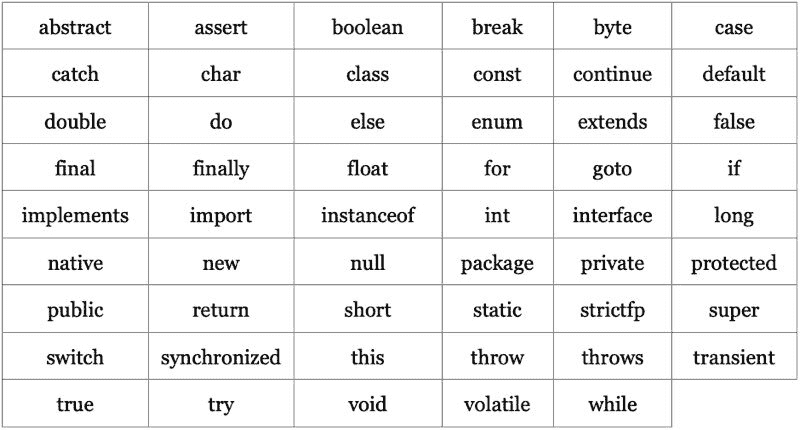 abstract assert boolean break byte case
catch char class const continue default
double do else enum extends false
final finally float for goto if
implements import instanceof int interface long
native new null package private protected
public return short static strictfp super
switch synchronized this throw throws transient
true try void volatile while